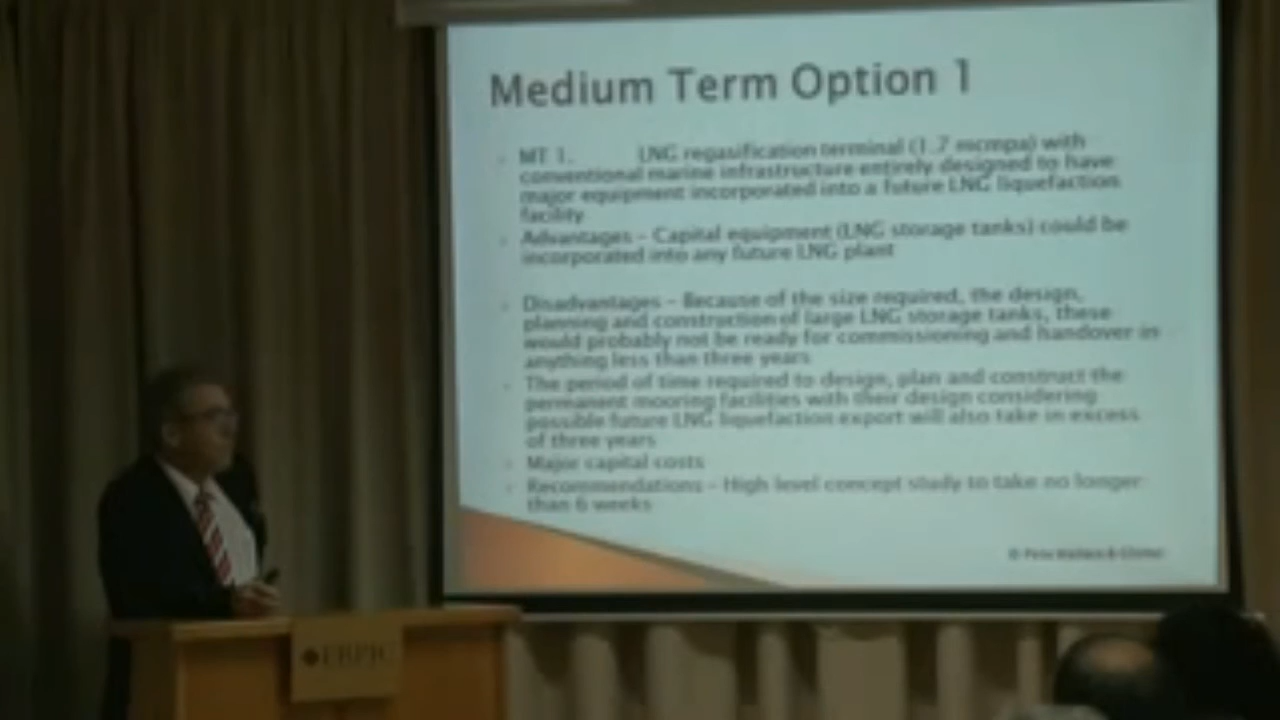 Medium Term Option 1
MT 1. LNG regasification terminal (1.7 mcmpa) with
conventional marine infrastructure entirely designed to have
major equipment incorporated into a future LNG liquefaction
facility
Advantages - Capital equipment (LNG storage tanks) could be
incorporated into any future LNG plant
Disadvantages - Because of the size required, the design,
planning and construction of large LNG storage tanks, these
would probably not be ready for commissioning and handover in
anything less than three years
The period of time required to design, plan and construct the
permanent mooring facilities with their design considering
possible future LNG liquefaction export will also take in excess
of three years
Major capital costs
Recommendations - High level concept study to take no longer
than 6 weeks